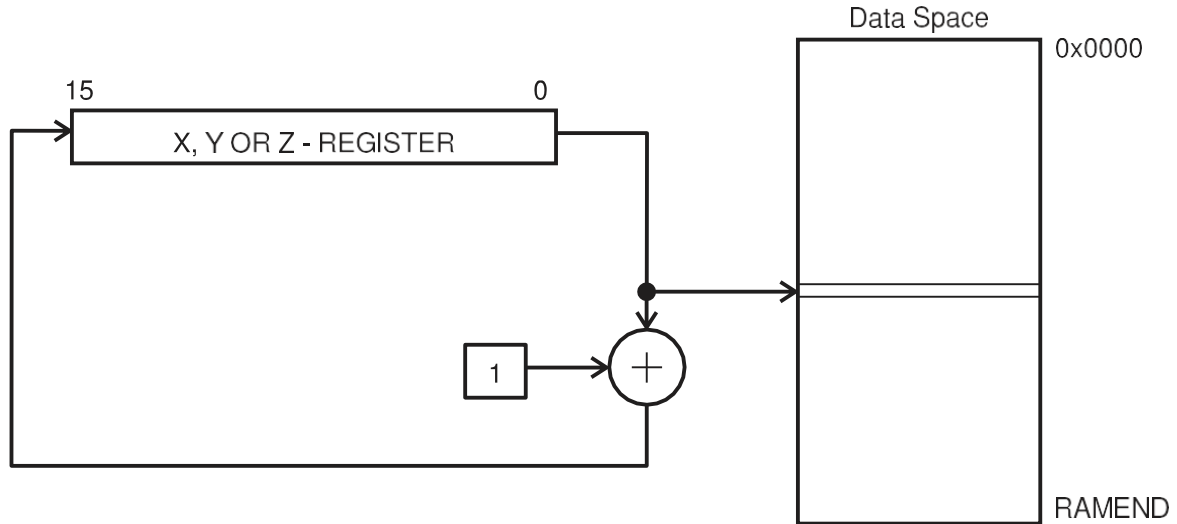 Data Space
0x0000
15 0
X, Y OR Z - REGISTER
1
+
RAMEND